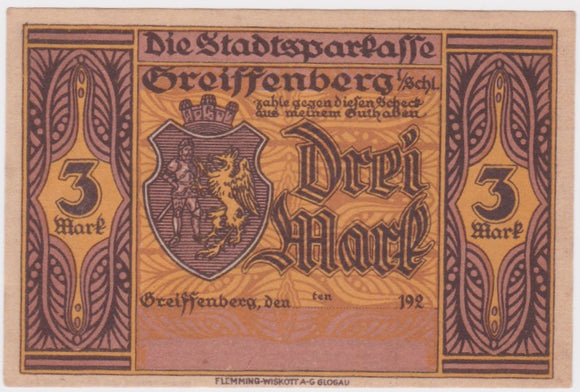 Die Stadtsparkasse
Greiffenberg i/Schl.
zahle gegen diesen Scheck
aus meinem Guthaben
3
Mark
Drei
Mark
3
Mark
Greiffenberg, den ten 192
FLEMMING-WISKOTT A-G GLOGAU